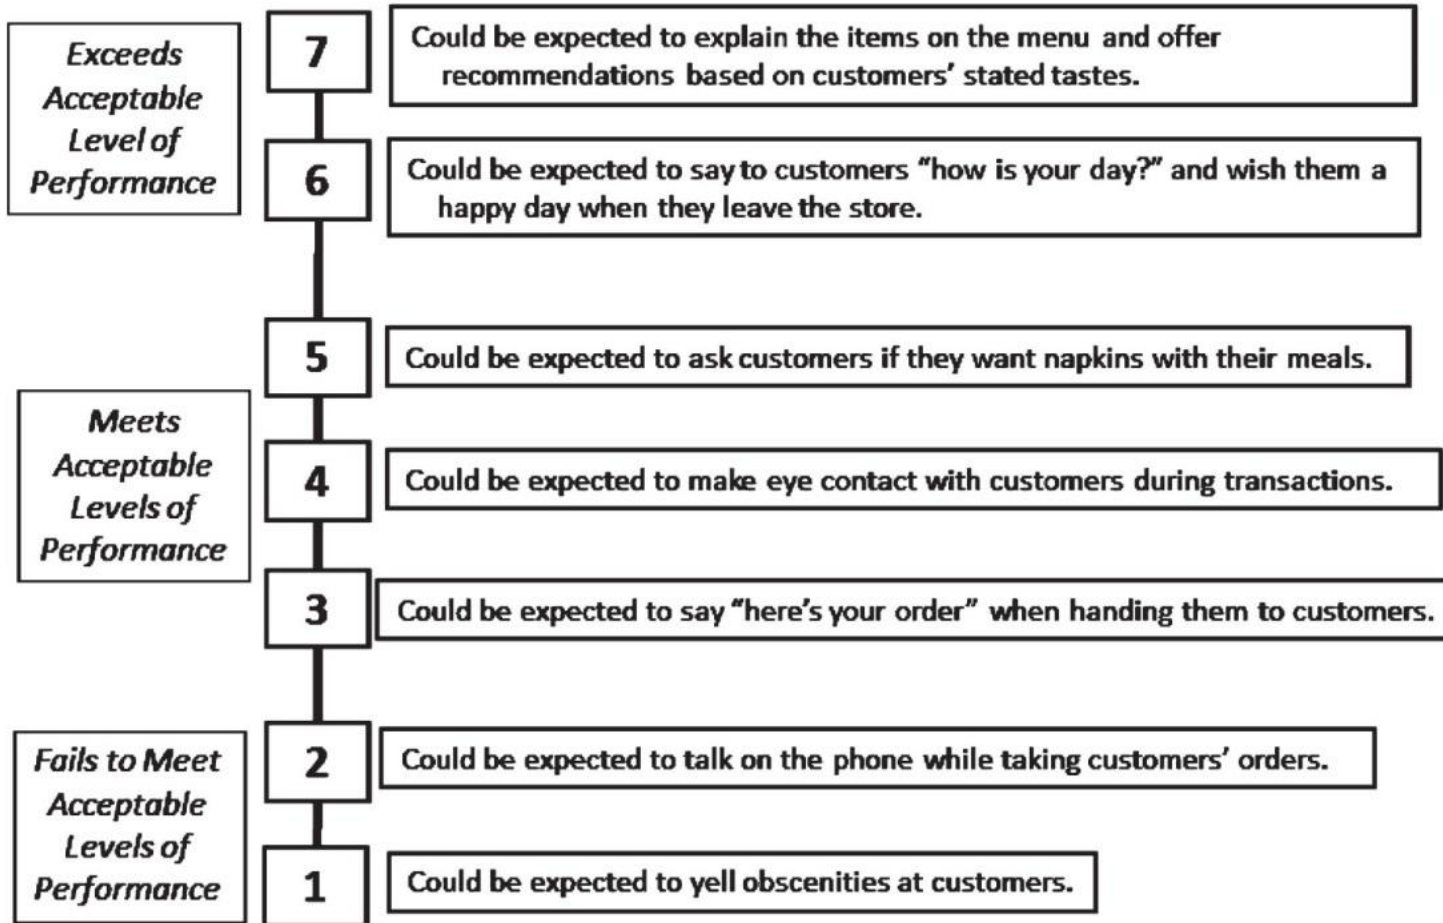 Exceeds
Acceptable
Level of
Performance
7
Could be expected to explain the items on the menu and offer
recommendations based on customers' stated tastes.
6
Could be expected to say to customers "how is your day?" and wish them a
happy day when they leave the store.
5
Could be expected to ask customers if they want napkins with their meals.
Meets
Acceptable
Levels of
Performance
4
Could be expected to make eye contact with customers during transactions.
3
Could be expected to say "here's your order" when handing them to customers.
Fails to Meet
Acceptable
Levels of
Performance
2
Could be expected to talk on the phone while taking customers' orders.
1
Could be expected to yell obscenities at customers.